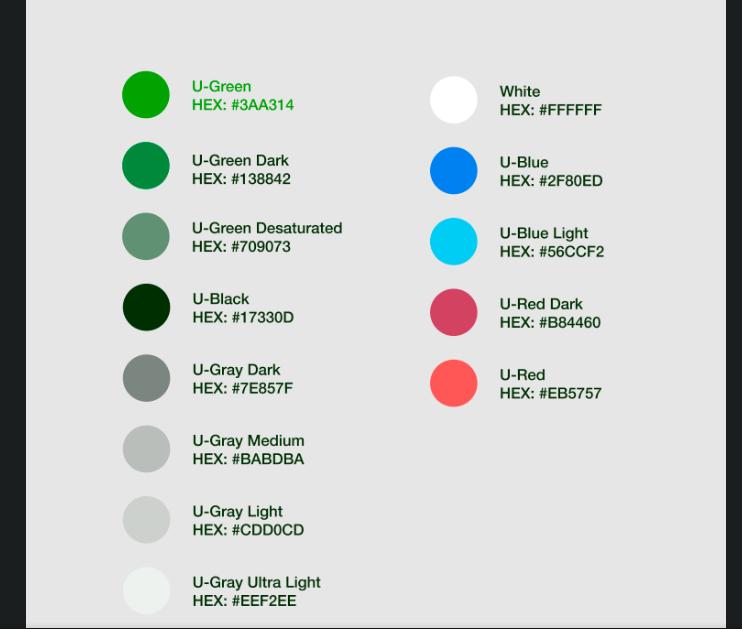 U-Green
HEX: #3AA314
U-Green Dark
HEX: #138842
U-Green Desaturated
HEX: #709073
U-Black
HEX: #17330D
U-Gray Dark
HEX: #7E857F
U-Gray Medium
HEX: #BABDBA
U-Gray Light
HEX: #CDD0CD
U-Gray Ultra Light
HEX: #EEF2EE
White
HEX: #FFFFFF
U-Blue
HEX: #2F80ED
U-Blue Light
HEX: #56CCF2
U-Red Dark
HEX: #B84460
U-Red
HEX: #EB5757